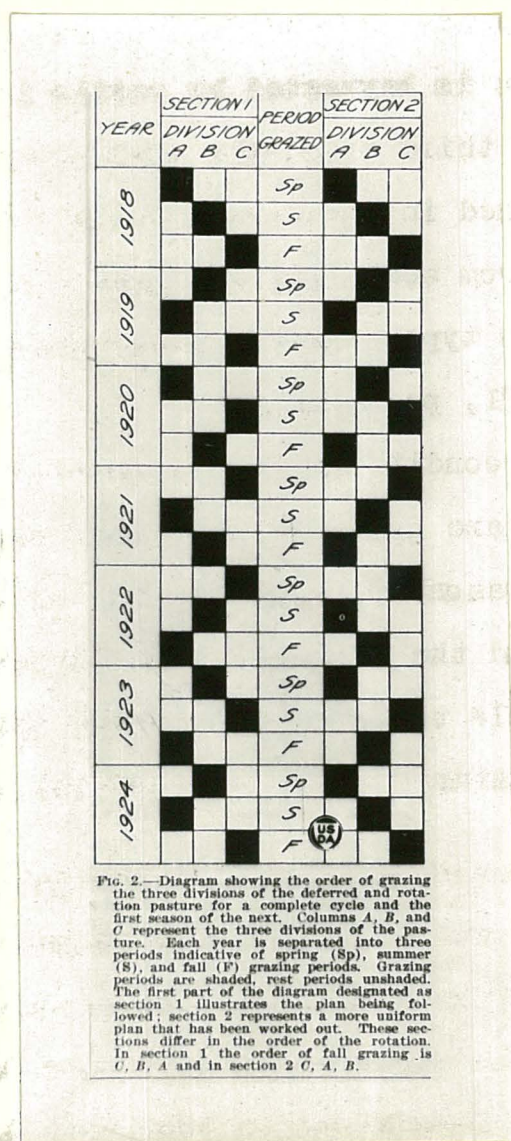 YEAR
SECTION 1 PERIOD GRAZED SECTION 2
DIVISION DIVISION
A B C A B C
1918 Sp
S
F
1919 Sp
S
F
1920 Sp
S
F
1921 Sp
S
F
1922 Sp
S
F
1923 Sp
S
F
1924 Sp
S
F
US
DA
FIG. 2.—Diagram showing the order of grazing
the three divisions of the deferred and rota-
tion pasture for a complete cycle and the
first season of the next. Columns A, B, and
C represent the three divisions of the pas-
ture. Each year is separated into three
periods indicative of spring (Sp), summer
(S), and fall (F) grazing periods. Grazing
periods are shaded, rest periods unshaded.
The first part of the diagram designated as
section 1 illustrates the plan being fol-
lowed; section 2 represents a more uniform
plan that has been worked out. These sec-
tions differ in the order of the rotation.
In section 1 the order of fall grazing is
C, B, A and in section 2 C, A, B.